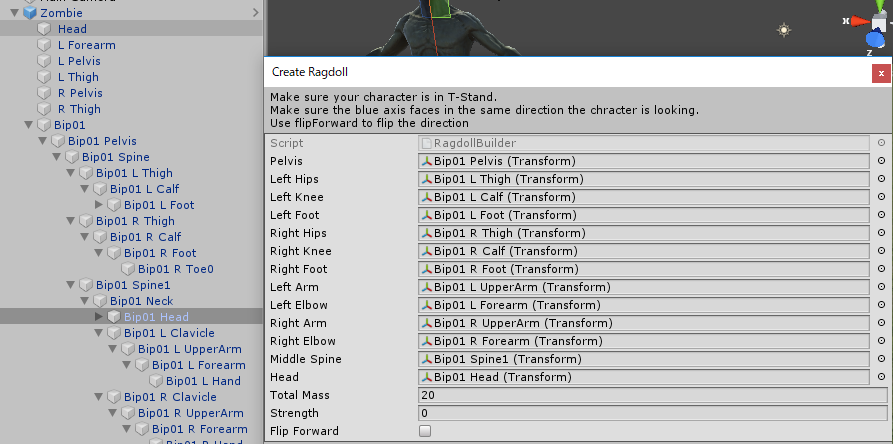 Zombie
Head
L Forearm
L Pelvis
L Thigh
R Pelvis
R Thigh
Bip01
Bip01 Pelvis
Bip01 Spine
Bip01 L Thigh
Bip01 L Calf
Bip01 L Foot
Bip01 R Thigh
Bip01 R Calf
Bip01 R Foot
Bip01 R Toe0
Bip01 Spine1
Bip01 Neck
Bip01 Head
Bip01 L Clavicle
Bip01 L UpperArm
Bip01 L Forearm
Bip01 L Hand
Bip01 R Clavicle
Bip01 R UpperArm
Bip01 R Forearm
x
z
Create Ragdoll
x
Make sure your character is in T-Stand.
Make sure the blue axis faces in the same direction the chracter is looking.
Use flipForward to flip the direction
Script RagdollBuilder
Pelvis Bip01 Pelvis (Transform)
Left Hips Bip01 L Thigh (Transform)
Left Knee Bip01 L Calf (Transform)
Left Foot Bip01 L Foot (Transform)
Right Hips Bip01 R Thigh (Transform)
Right Knee Bip01 R Calf (Transform)
Right Foot Bip01 R Foot (Transform)
Left Arm Bip01 L UpperArm (Transform)
Left Elbow Bip01 L Forearm (Transform)
Right Arm Bip01 R UpperArm (Transform)
Right Elbow Bip01 R Forearm (Transform)
Middle Spine Bip01 Spine1 (Transform)
Head Bip01 Head (Transform)
Total Mass 20
Strength 0
Flip Forward